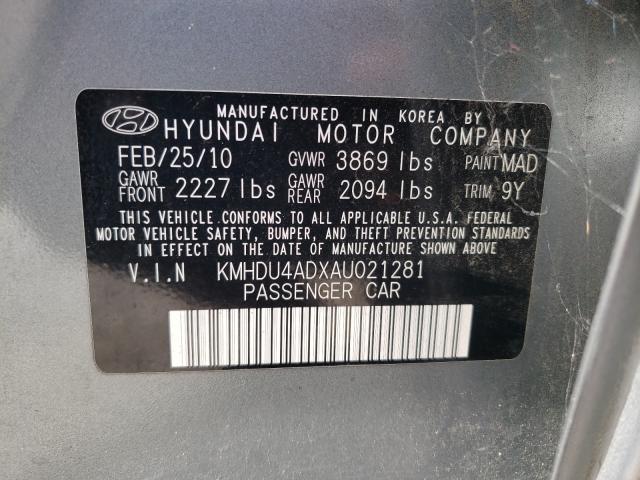 MANUFACTURED IN KOREA BY
HYUNDAI MOTOR COMPANY
FEB/25/10 GVWR 3869 lbs PAINT MAD
GAWR FRONT 2227 lbs GAWR REAR 2094 lbs TRIM 9Y
THIS VEHICLE CONFORMS TO ALL APPLICABLE U.S.A. FEDERAL
MOTOR VEHICLE SAFETY, BUMPER, AND THEFT PREVENTION STANDARDS
IN EFFECT ON THE DATE OF MANUFACTURE SHOWN ABOVE
V.I.N KMHDU4ADXAU021281
PASSENGER CAR